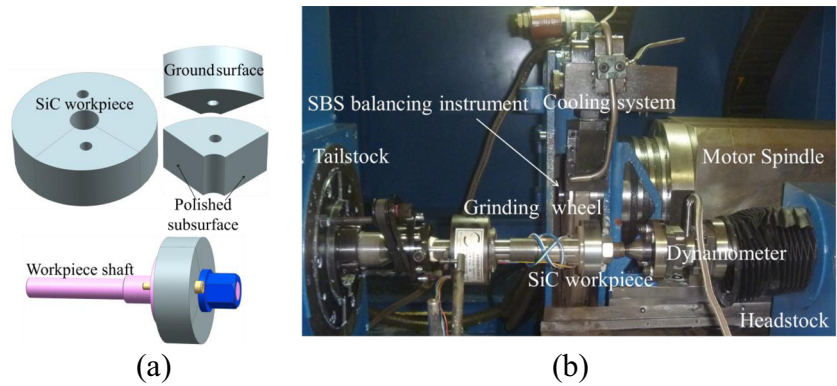 SiC workpiece
Ground surface
Polished
subsurface
Workpiece shaft
(a)
SBS balancing instrument
Cooling system
Tailstock
Motor Spindle
Grinding wheel
Dynamometer
SiC workpiece
Headstock
(b)